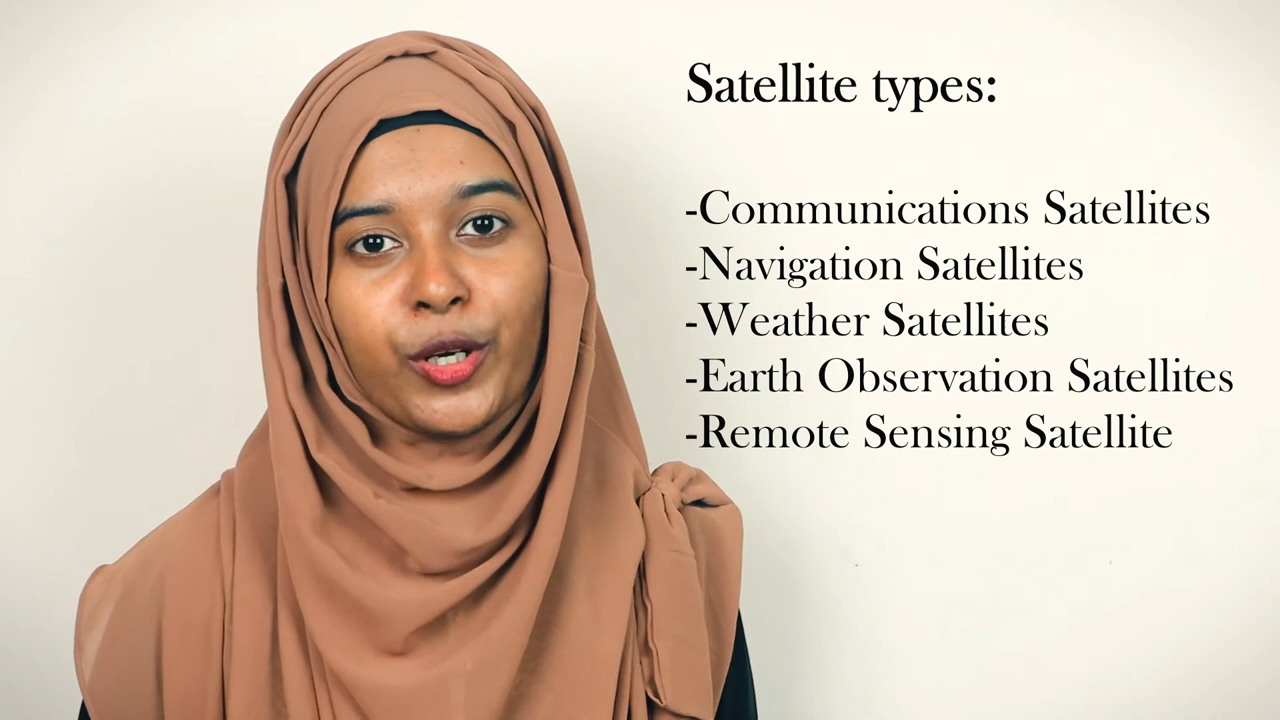 Satellite types:
-Communications Satellites
-Navigation Satellites
-Weather Satellites
-Earth Observation Satellites
-Remote Sensing Satellite